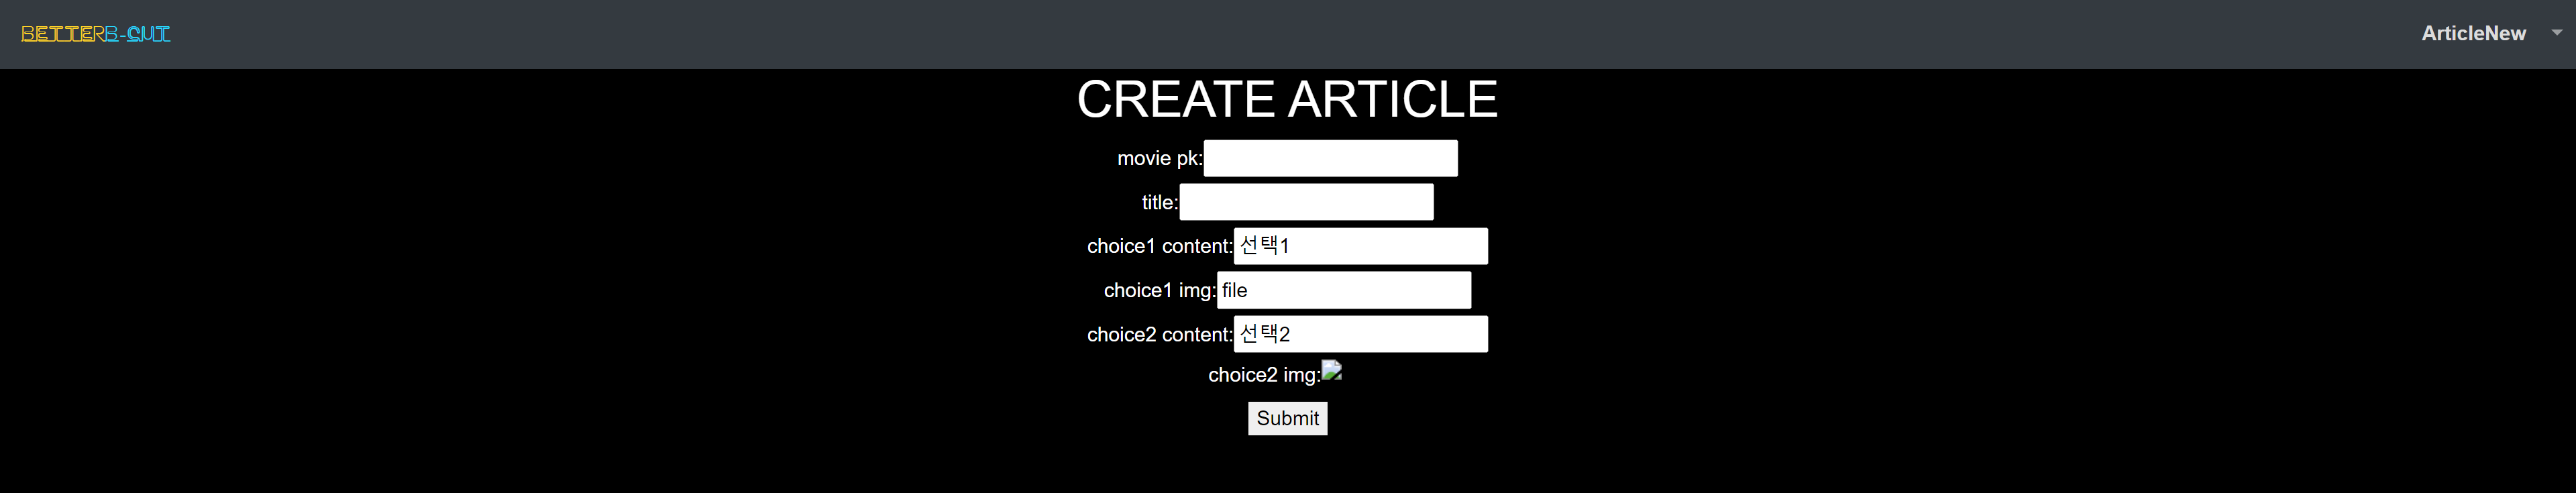 BETTERB-CUT
ArticleNew
CREATE ARTICLE
movie pk:
title:
choice1 content: 선택1
choice1 img: file
choice2 content: 선택2
choice2 img:
Submit